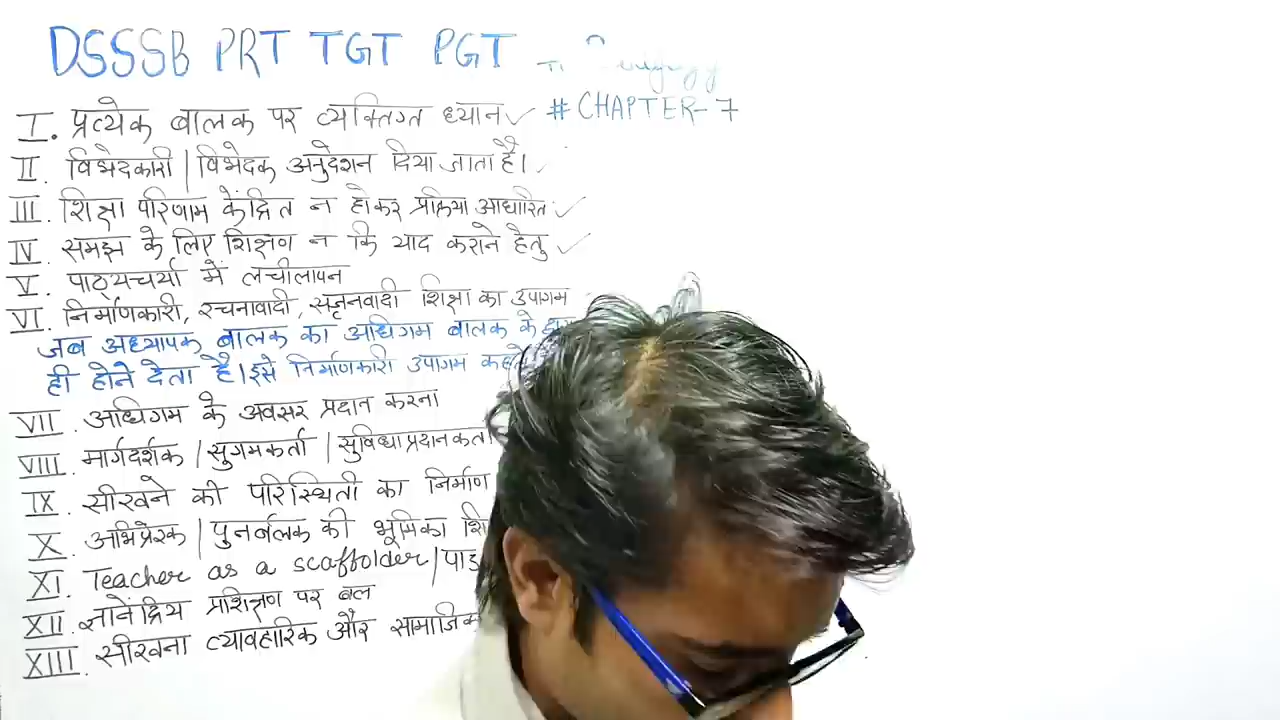 DSSSB PRT TGT PGT
# CHAPTER-7
I. प्रत्येक बालक पर व्यक्तिगत ध्यान ✓
II. विभेदकारी | विभेदक अनुदेशन दिया जाता है। ✓
III. शिक्षा परिणाम केंद्रित न होकर प्रक्रिया आधारित ✓
IV. समझ के लिए शिक्षण न कि याद कराने हेतु ✓
V. पाठ्यचर्या में लचीलापन
VI. निर्माणकारी, रचनावादी, सृजनवादी शिक्षा का उपागम
जब अध्यापक बालक का अधिगम बालक के
ही होने देता है। इसे निर्माणकारी उपागम
VII. अधिगम के अवसर प्रदान करना
VIII. मार्गदर्शक | सुगमकर्ता | सुविधाप्रदानकर्ता
IX. सीखने की परिस्थिती का निर्माण
X. अभिप्रेरक | पुनर्बलक की भूमिका
XI. Teacher as a scaffolder |
XII. ज्ञानेंद्रिय प्रशिक्षण पर बल
XIII. सीखना व्यावहारिक और